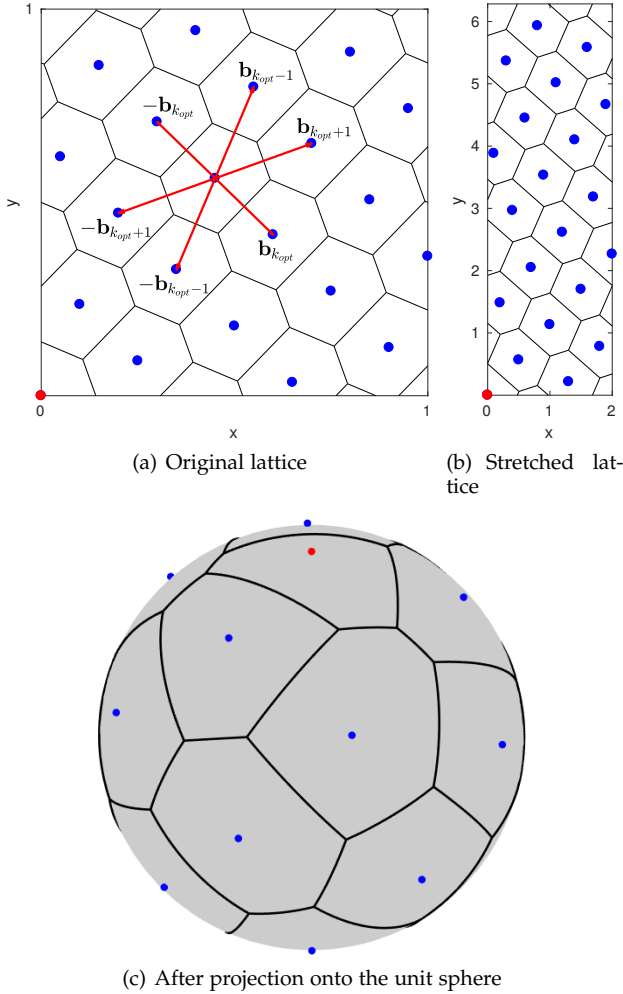 1
y
0
x
1
−b_{k_{opt}}
b_{k_{opt}−1}
b_{k_{opt}+1}
−b_{k_{opt}+1}
b_{k_{opt}}
−b_{k_{opt}−1}
(a) Original lattice
6
5
4
3
2
1
y
0
1
2
x
(b) Stretched lat-
tice
(c) After projection onto the unit sphere